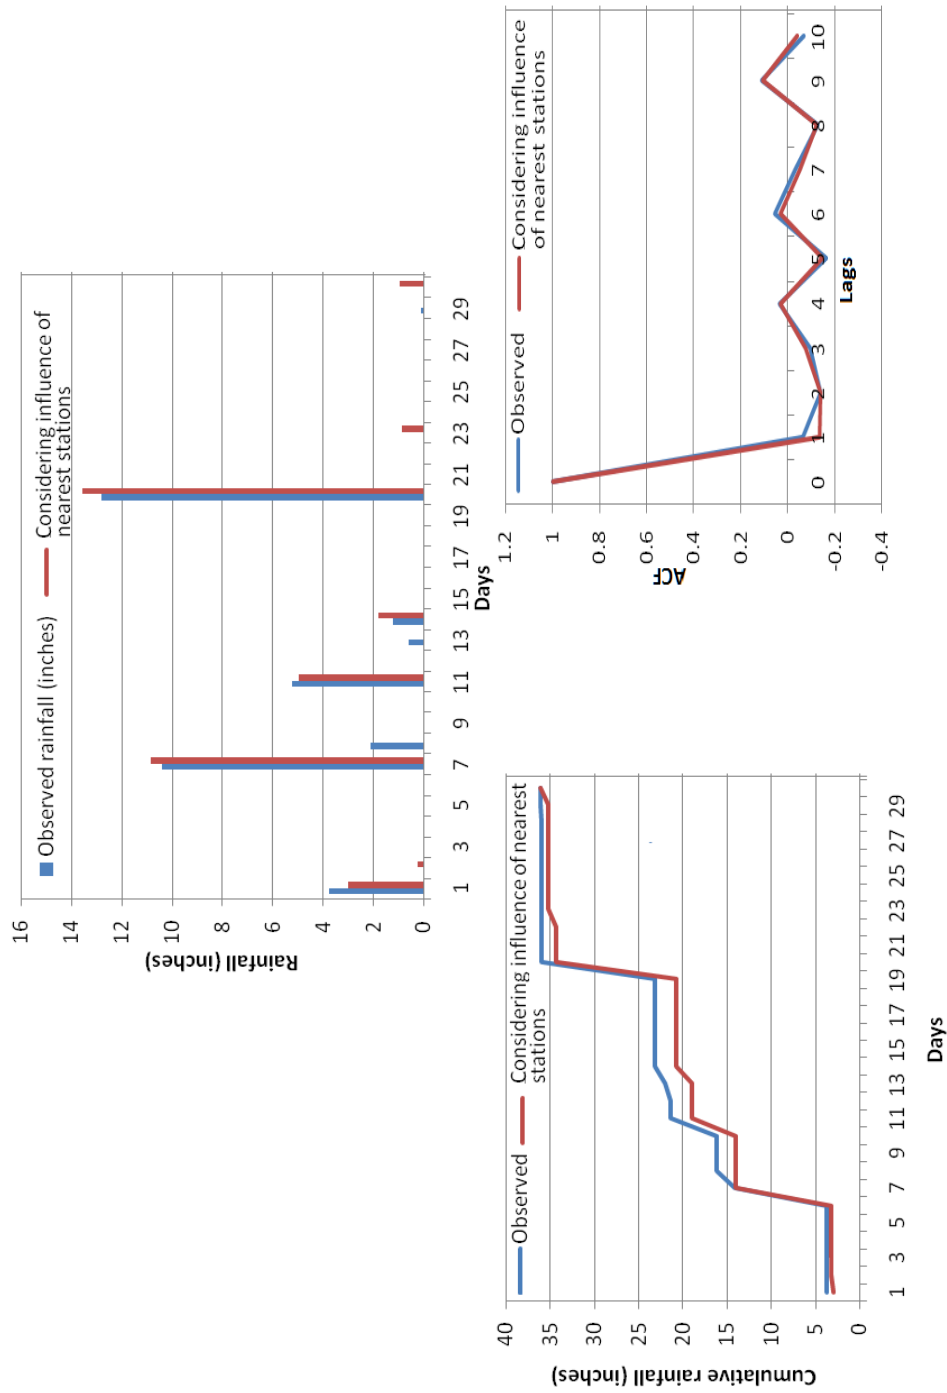 Observed rainfall (inches)
Considering influence of
nearest stations
16
14
12
10
8
6
4
2
0
Rainfall (inches)
1 3 5 7 9 11 13 15 17 19 21 23 25 27 29
Days
Observed
Considering influence of nearest
stations
40
35
30
25
20
15
10
5
0
Cumulative rainfall (inches)
1 3 5 7 9 11 13 15 17 19 21 23 25 27 29
Days
Observed
Considering influence
of nearest stations
1.2
1
0.8
0.6
0.4
0.2
0
-0.2
-0.4
ACF
0 1 2 3 4 5 6 7 8 9 10
Lags